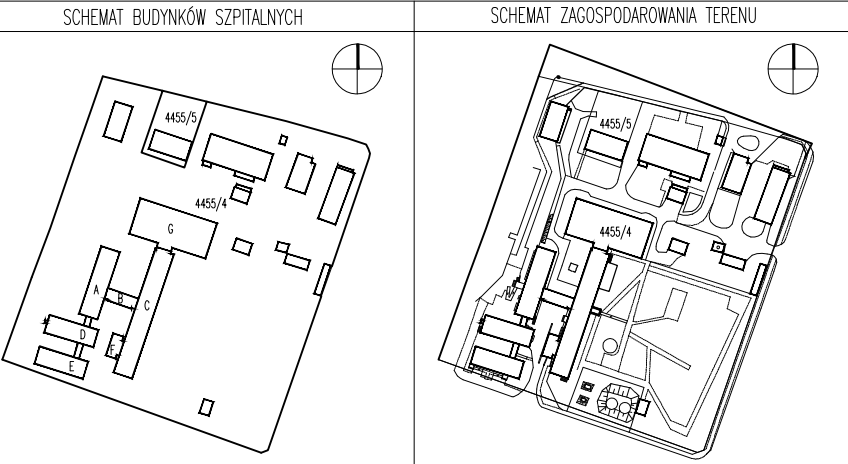 SCHEMAT BUDYNKÓW SZPITALNYCH
SCHEMAT ZAGOSPODAROWANIA TERENU
4455/5
4455/4
G
A
B
C
D
F
E
4455/5
4455/4